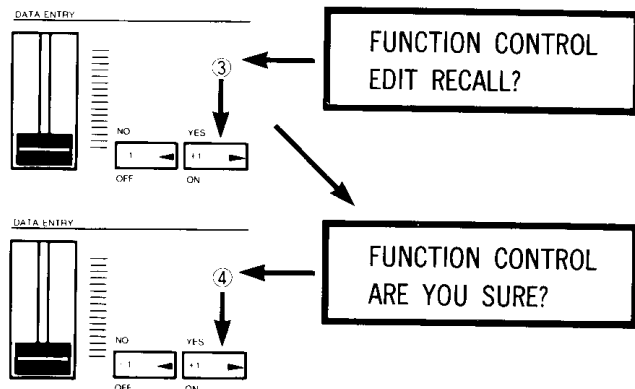 DATA ENTRY
FUNCTION CONTROL
EDIT RECALL?
③
NO YES
-1 +1
OFF ON
DATA ENTRY
FUNCTION CONTROL
ARE YOU SURE?
④
NO YES
-1 +1
OFF ON